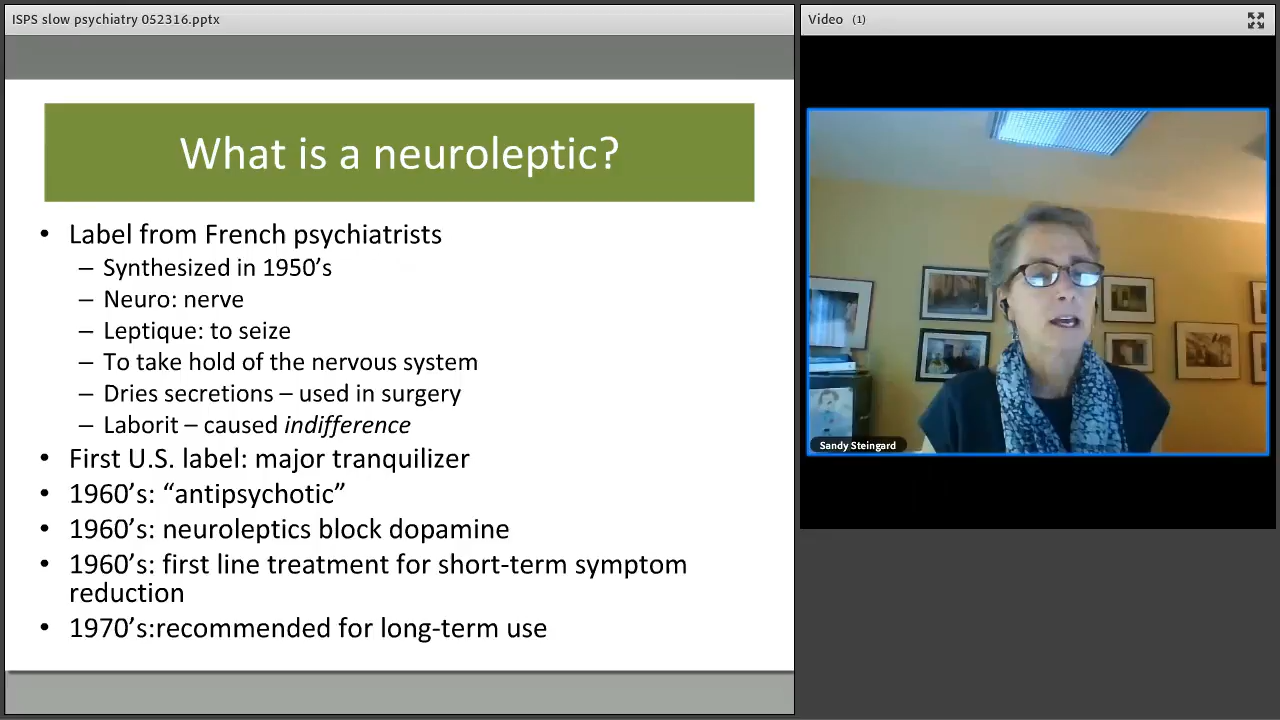 ISPS slow psychiatry 052316.pptx
Video (1)
What is a neuroleptic?
• Label from French psychiatrists
– Synthesized in 1950’s
– Neuro: nerve
– Leptique: to seize
– To take hold of the nervous system
– Dries secretions – used in surgery
– Laborit – caused indifference
• First U.S. label: major tranquilizer
• 1960’s: “antipsychotic”
• 1960’s: neuroleptics block dopamine
• 1960’s: first line treatment for short-term symptom
reduction
• 1970’s:recommended for long-term use
Sandy Steingard